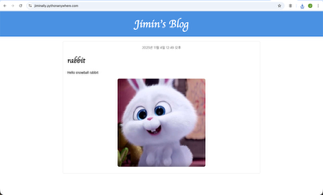 jiminally.pythonanywhere.com
Jimin's Blog
rabbit
Hello snowball rabbit